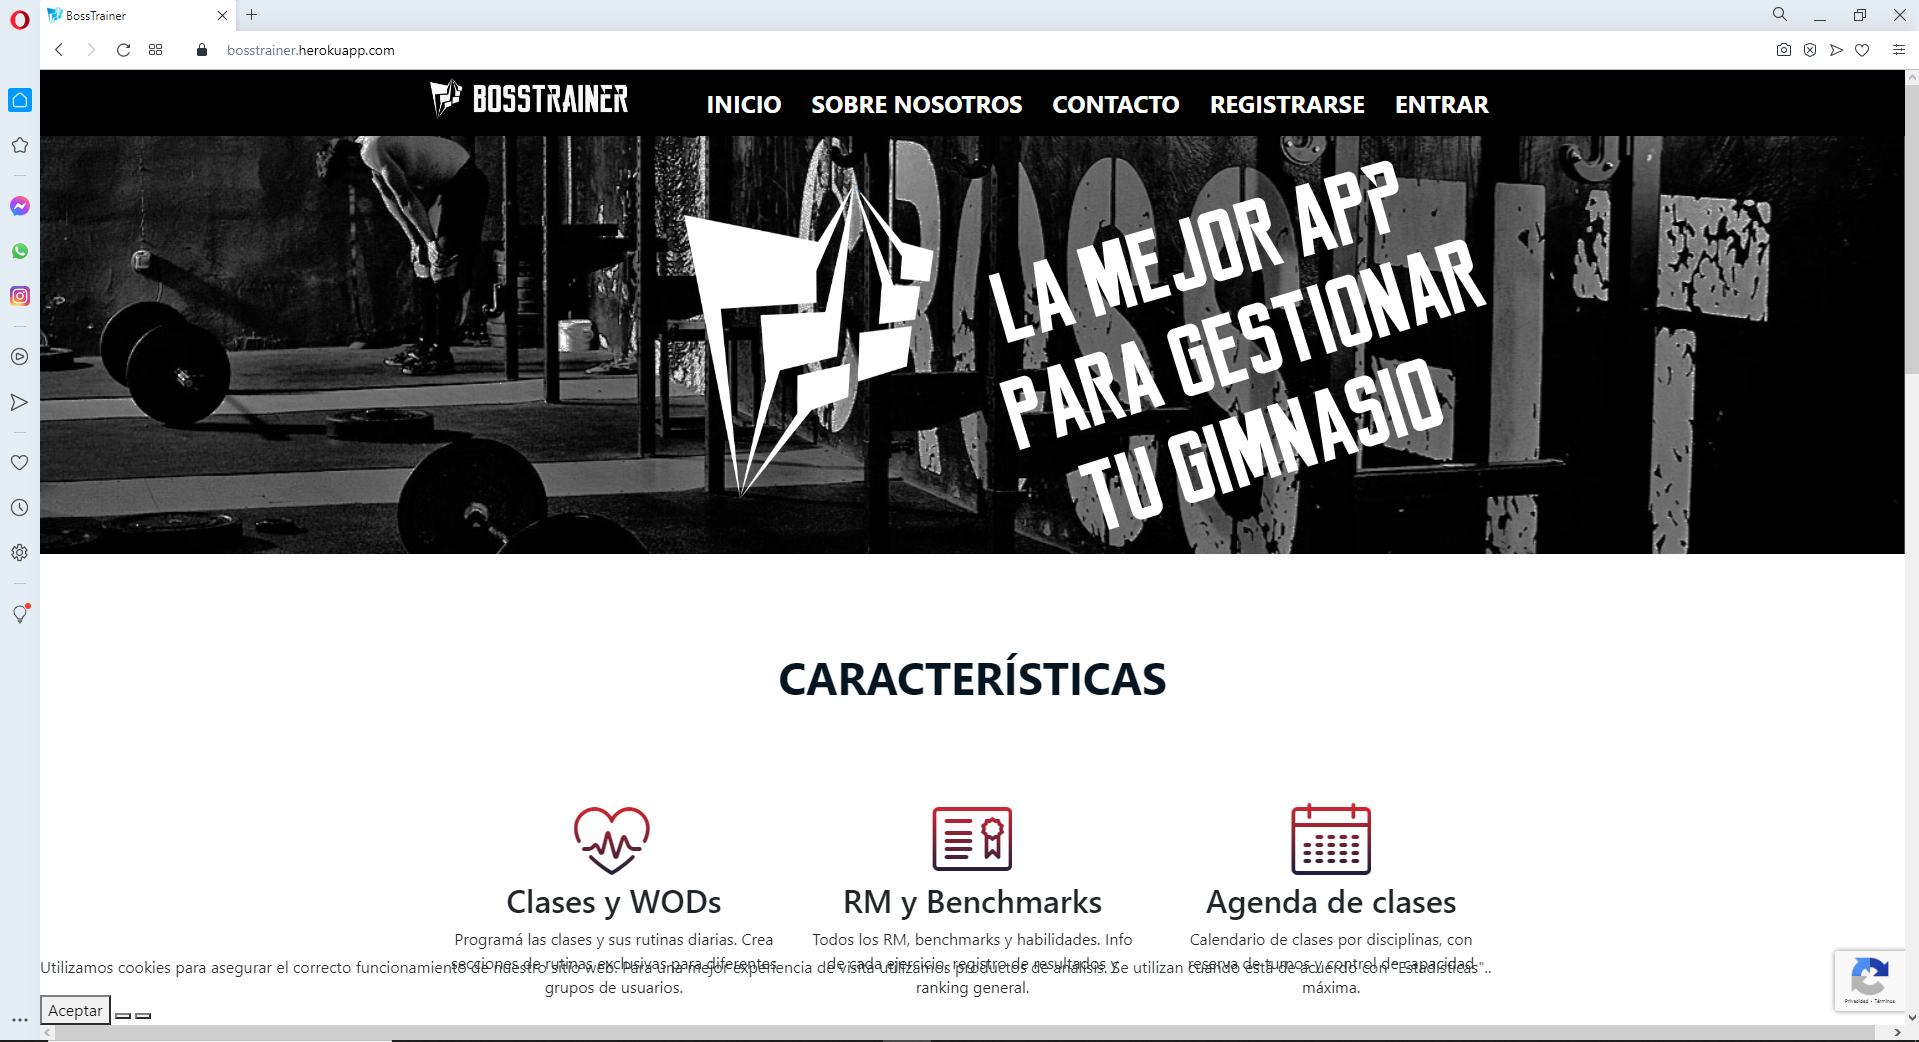 BossTrainer
bosstrainer.herokuapp.com
BOSSTRAINER
INICIO SOBRE NOSOTROS CONTACTO REGISTRARSE ENTRAR
LA MEJOR APP
PARA GESTIONAR
TU GIMNASIO
CARACTERÍSTICAS
Clases y WODs
Programá las clases y sus rutinas diarias. Crea
secciones de rutinas exclusivas para diferentes
grupos de usuarios.
RM y Benchmarks
Todos los RM, benchmarks y habilidades. Info
de cada ejercicio, registro de resultados y
ranking general.
Agenda de clases
Calendario de clases por disciplinas, con
reserva de turnos y control de capacidad
máxima.
Utilizamos cookies para asegurar el correcto funcionamiento de nuestro sitio web. Para una mejor experiencia de visita utilizamos productos de análisis. Se utilizan cuando está de acuerdo con "Estadísticas"..
Aceptar
Privacidad - Términos